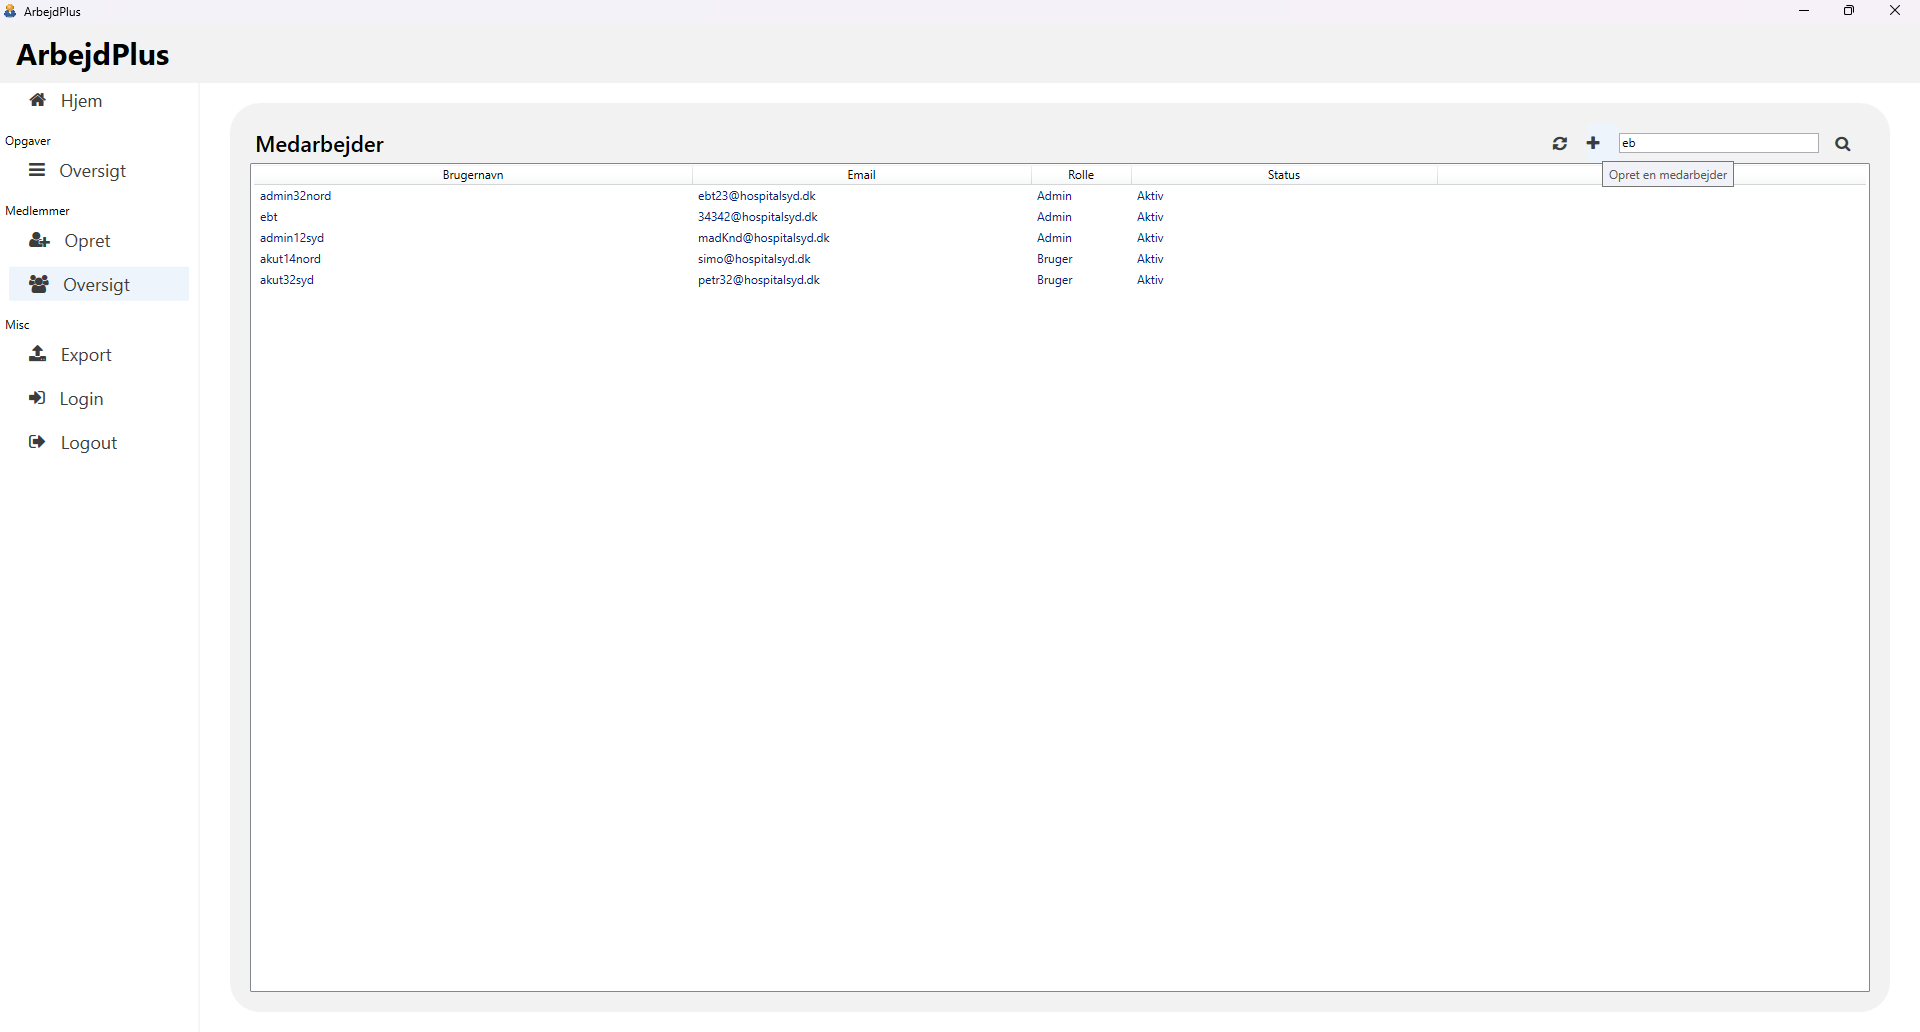 ArbejdPlus
ArbejdPlus
Hjem
Opgaver
Oversigt
Medlemmer
Opret
Oversigt
Misc
Export
Login
Logout
Medarbejder
eb
Opret en medarbejder
Brugernavn Email Rolle Status
admin32nord ebt23@hospitalsyd.dk Admin Aktiv
ebt 34342@hospitalsyd.dk Admin Aktiv
admin12syd madKnd@hospitalsyd.dk Admin Aktiv
akut14nord simo@hospitalsyd.dk Bruger Aktiv
akut32syd petr32@hospitalsyd.dk Bruger Aktiv